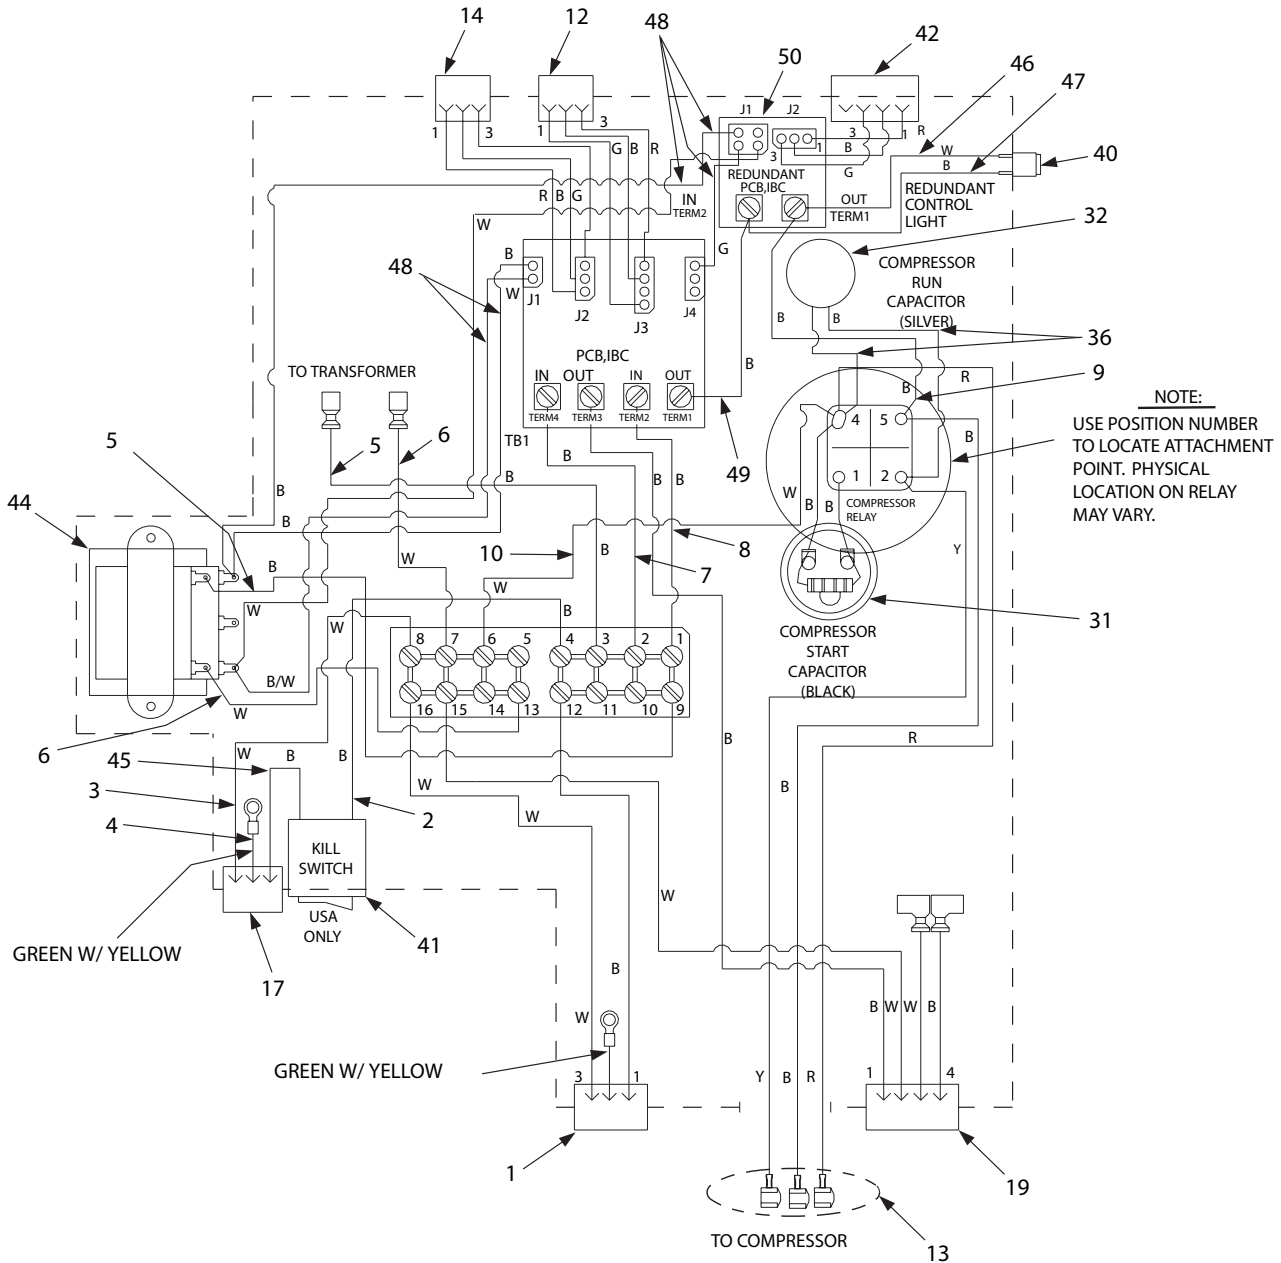 14
12
48
50
42
46
47
40
32
1
3
1
3
J1
J2
3
1
R
B
G
3
1
G
B
R
W
B
REDUNDANT
PCB,IBC
REDUNDANT
CONTROL
LIGHT
OUT
TERM1
IN
TERM2
R
B
G
W
48
B
W
G
J1
J2
J3
J4
COMPRESSOR
RUN
CAPACITOR
(SILVER)
B
B
B
36
9
R
B
B
TO TRANSFORMER
PCB,IBC
IN
OUT
IN
OUT
TERM4
TERM3
TERM2
TERM1
TB1
49
4
5
1
2
COMPRESSOR
RELAY
NOTE:
USE POSITION NUMBER
TO LOCATE ATTACHMENT
POINT. PHYSICAL
LOCATION ON RELAY
MAY VARY.
5
5
6
44
B
B
B
B
B
B
W
B
B
Y
10
B
8
7
W
W
B
W
W
B
31
COMPRESSOR
START
CAPACITOR
(BLACK)
8
7
6
5
4
3
2
1
16
15
14
13
12
11
10
9
B/W
W
6
W
B
B
45
3
4
2
W
W
B
B
R
KILL
SWITCH
USA
ONLY
41
17
GREEN W/ YELLOW
W
B
W
GREEN W/ YELLOW
3
1
1
Y
B
R
B
W
W
B
1
4
19
13
TO COMPRESSOR